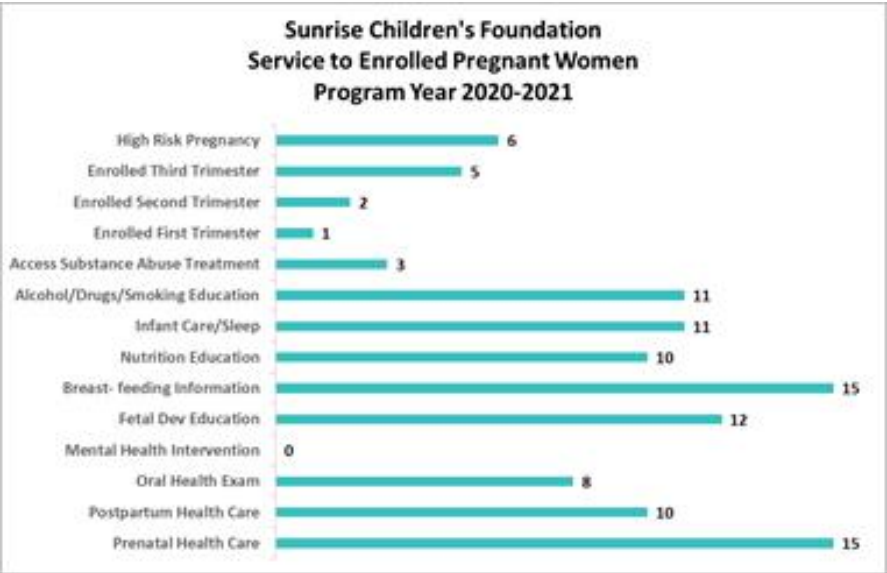 Sunrise Children's Foundation
Service to Enrolled Pregnant Women
Program Year 2020-2021
High Risk Pregnancy 6
Enrolled Third Trimester 5
Enrolled Second Trimester 2
Enrolled First Trimester 1
Access Substance Abuse Treatment 3
Alcohol/Drugs/Smoking Education 11
Infant Care/Sleep 11
Nutrition Education 10
Breast- feeding Information 15
Fetal Dev Education 12
Mental Health Intervention 0
Oral Health Exam 8
Postpartum Health Care 10
Prenatal Health Care 15